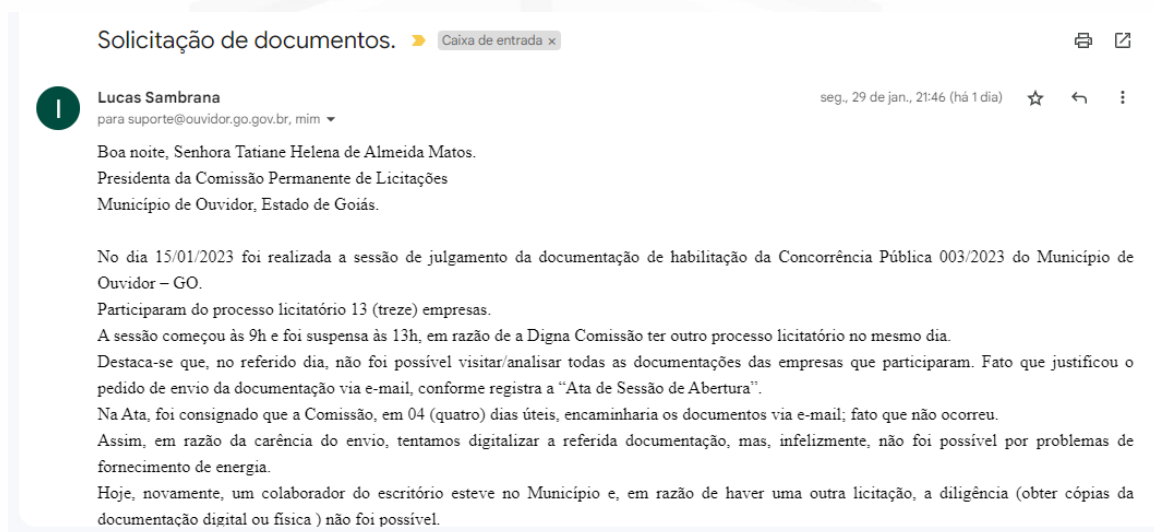 Solicitação de documentos. Caixa de entrada x
Lucas Sambrana seg., 29 de jan., 21:46 (há 1 dia)
I
para suporte@ouvidor.go.gov.br, mim
Boa noite, Senhora Tatiane Helena de Almeida Matos.
Presidenta da Comissão Permanente de Licitações
Município de Ouvidor, Estado de Goiás.
No dia 15/01/2023 foi realizada a sessão de julgamento da documentação de habilitação da Concorrência Pública 003/2023 do Município de
Ouvidor – GO.
Participaram do processo licitatório 13 (treze) empresas.
A sessão começou às 9h e foi suspensa às 13h, em razão de a Digna Comissão ter outro processo licitatório no mesmo dia.
Destaca-se que, no referido dia, não foi possível visitar/analisar todas as documentações das empresas que participaram. Fato que justificou o
pedido de envio da documentação via e-mail, conforme registra a “Ata de Sessão de Abertura”.
Na Ata, foi consignado que a Comissão, em 04 (quatro) dias úteis, encaminharia os documentos via e-mail; fato que não ocorreu.
Assim, em razão da carência do envio, tentamos digitalizar a referida documentação, mas, infelizmente, não foi possível por problemas de
fornecimento de energia.
Hoje, novamente, um colaborador do escritório esteve no Município e, em razão de haver uma outra licitação, a diligência (obter cópias da
documentação digital ou física ) não foi possível.